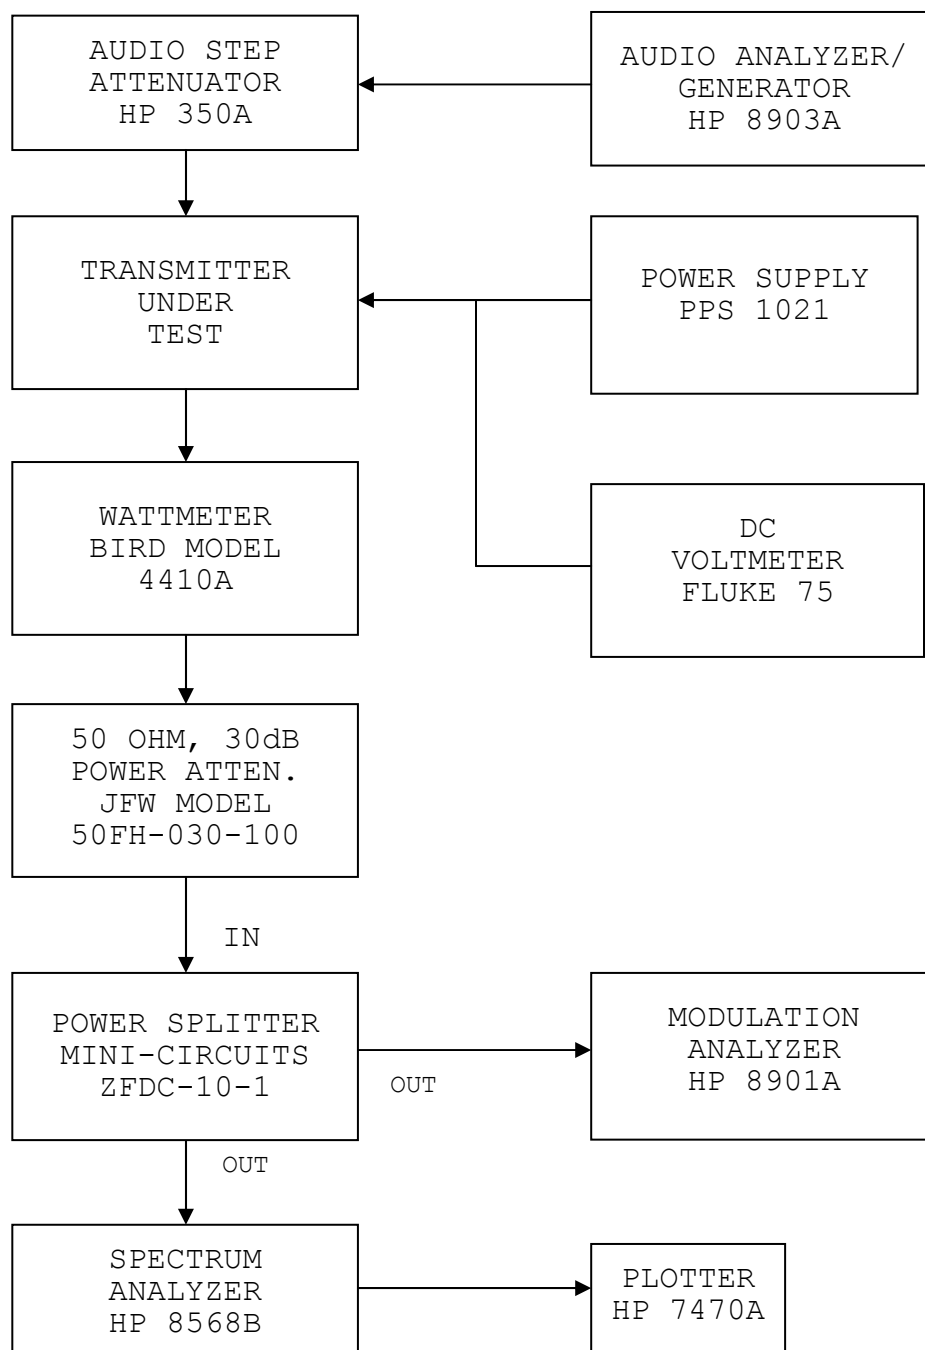 AUDIO STEP
ATTENUATOR
HP 350A
AUDIO ANALYZER/
GENERATOR
HP 8903A
TRANSMITTER
UNDER
TEST
POWER SUPPLY
PPS 1021
WATTMETER
BIRD MODEL
4410A
DC
VOLTMETER
FLUKE 75
50 OHM, 30dB
POWER ATTEN.
JFW MODEL
50FH-030-100
IN
POWER SPLITTER
MINI-CIRCUITS
ZFDC-10-1
OUT
MODULATION
ANALYZER
HP 8901A
OUT
SPECTRUM
ANALYZER
HP 8568B
PLOTTER
HP 7470A